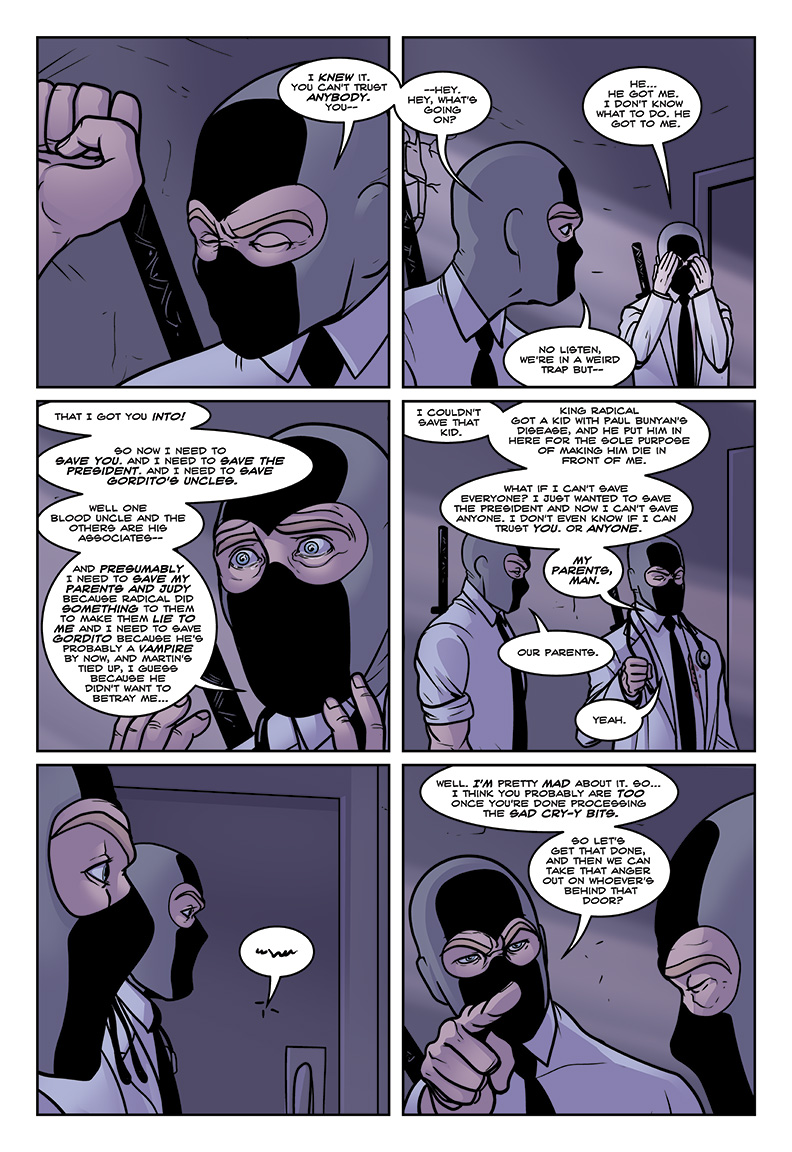 I KNEW IT.
YOU CAN'T TRUST
ANYBODY.
YOU--
--HEY.
HEY, WHAT'S
GOING
ON?
HE...
HE GOT ME.
I DON'T KNOW
WHAT TO DO. HE
GOT TO ME.
NO LISTEN,
WE'RE IN A WEIRD
TRAP BUT--
THAT I GOT YOU INTO!
SO NOW I NEED TO
SAVE YOU. AND I NEED TO SAVE THE
PRESIDENT. AND I NEED TO SAVE
GORDITO'S UNCLES.
WELL ONE
BLOOD UNCLE AND THE
OTHERS ARE HIS
ASSOCIATES--
AND PRESUMABLY
I NEED TO SAVE MY
PARENTS AND JUDY
BECAUSE RADICAL DID
SOMETHING TO THEM
TO MAKE THEM LIE TO
ME AND I NEED TO SAVE
GORDITO BECAUSE HE'S
PROBABLY A VAMPIRE
BY NOW, AND MARTIN'S
TIED UP, I GUESS
BECAUSE HE
DIDN'T WANT TO
BETRAY ME...
I COULDN'T
SAVE THAT
KID.
KING RADICAL
GOT A KID WITH PAUL BUNYAN'S
DISEASE, AND HE PUT HIM IN
HERE FOR THE SOLE PURPOSE
OF MAKING HIM DIE IN
FRONT OF ME.
WHAT IF I CAN'T SAVE
EVERYONE? I JUST WANTED TO SAVE
THE PRESIDENT AND NOW I CAN'T SAVE
ANYONE. I DON'T EVEN KNOW IF I CAN
TRUST YOU. OR ANYONE.
MY
PARENTS,
MAN.
OUR PARENTS.
YEAH.
WELL. I'M PRETTY MAD ABOUT IT. SO...
I THINK YOU PROBABLY ARE TOO
ONCE YOU'RE DONE PROCESSING
THE SAD CRY-Y BITS.
SO LET'S
GET THAT DONE,
AND THEN WE CAN
TAKE THAT ANGER
OUT ON WHOEVER'S
BEHIND THAT
DOOR?